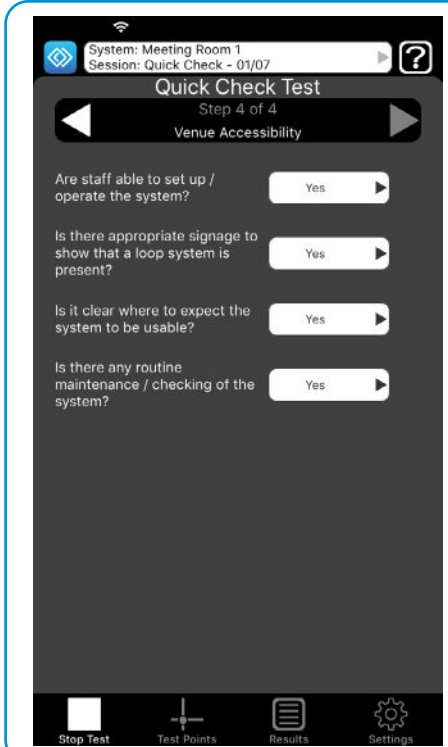 System: Meeting Room 1
Session: Quick Check - 01/07
?
Quick Check Test
Step 4 of 4
Venue Accessibility
Are staff able to set up /
operate the system?
Yes
Is there appropriate signage to
show that a loop system is
present?
Yes
Is it clear where to expect the
system to be usable?
Yes
Is there any routine
maintenance / checking of the
system?
Yes
Stop Test
Test Points
Results
Settings